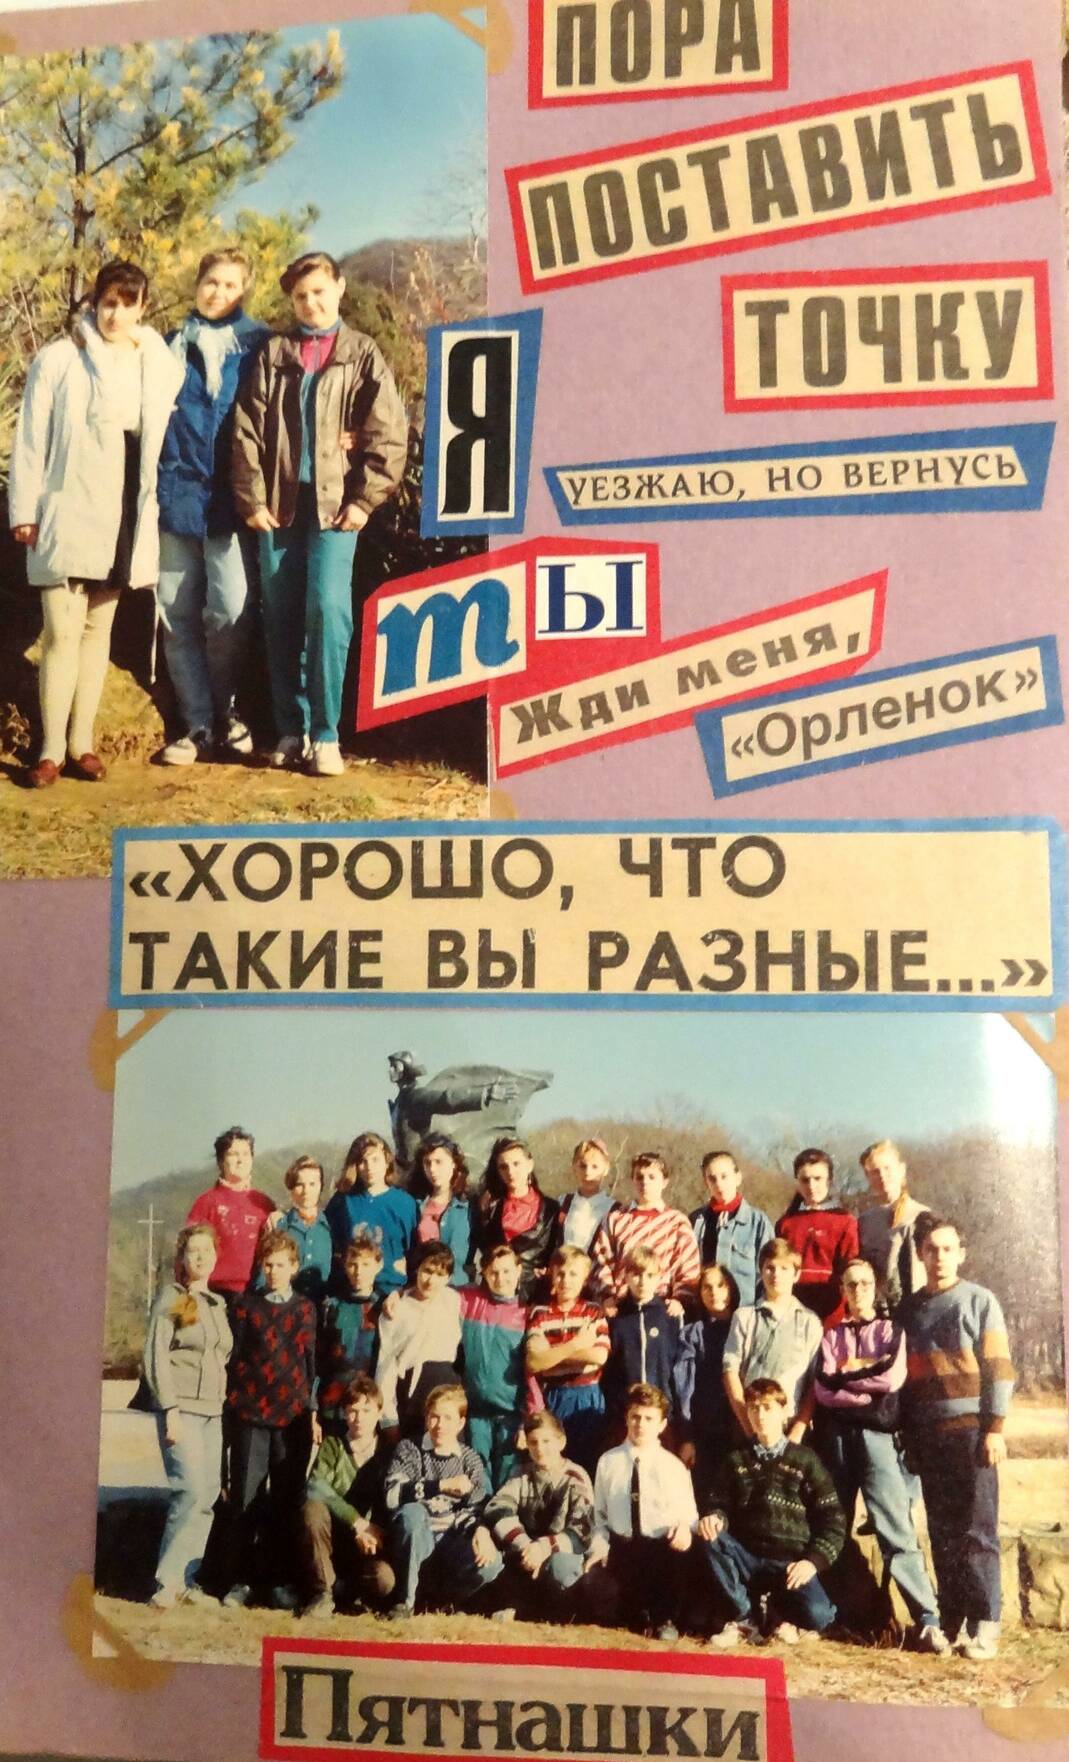 ПОРА
ПОСТАВИТЬ
ТОЧКУ
Я
УЕЗЖАЮ, НО ВЕРНУСЬ
ты
Жди меня,
«Орленок»
«ХОРОШО, ЧТО
ТАКИЕ ВЫ РАЗНЫЕ...»
Пятнашки